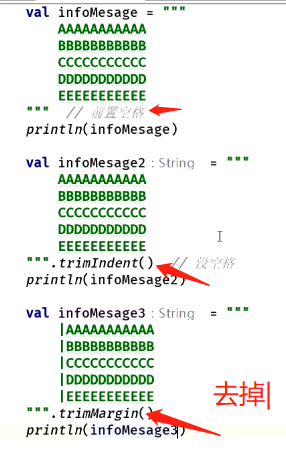 val infoMesage = """
AAAAAAAAAAA
BBBBBBBBBBB
CCCCCCCCCCC
DDDDDDDDDDD
EEEEEEEEEEE
""" // 前置空格
println(infoMesage)
val infoMesage2 : String = """
AAAAAAAAAAA
BBBBBBBBBBB
CCCCCCCCCCC
DDDDDDDDDDD
EEEEEEEEEEE
""".trimIndent() // 没空格
println(infoMesage2)
val infoMesage3 : String = """
|AAAAAAAAAAA
|BBBBBBBBBBB
|CCCCCCCCCCC
|DDDDDDDDDDD
|EEEEEEEEEEE
去掉|
""".trimMargin()
println(infoMesage3)